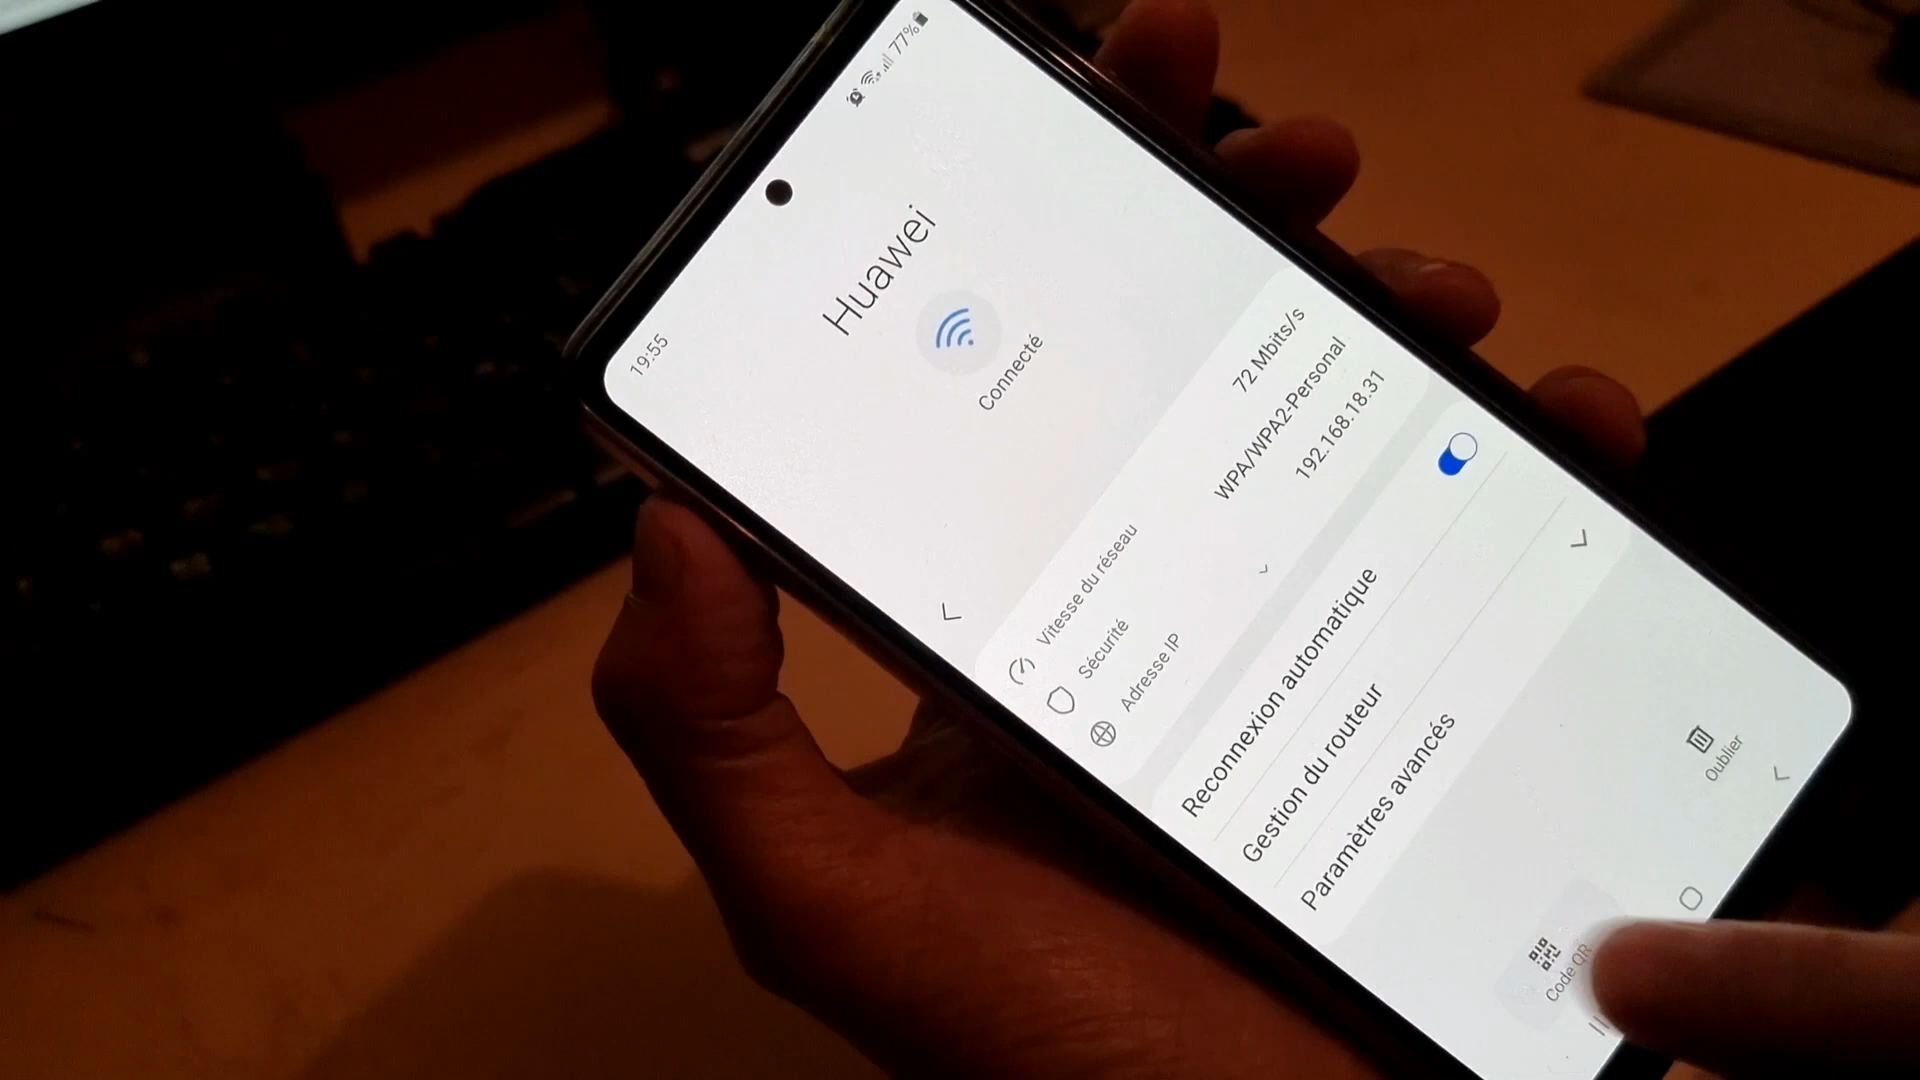 19:55
77%
Huawei
Connecté
Vitesse du réseau
72 Mbits/s
Sécurité
WPA/WPA2-Personal
Adresse IP
192.168.18.31
Reconnexion automatique
Gestion du routeur
Paramètres avancés
Code QR
Oublier